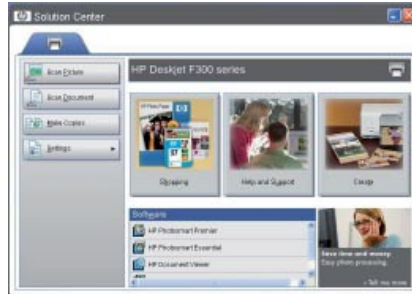 Solution Center
HP Deskjet F300 series
Scan Picture
Scan Document
Make Copies
Settings
Shopping
Help and Support
Create
Software
HP Photosmart Premier
HP Photosmart Essential
HP Document Viewer
Save time and money.
Easy photo processing.
Tell me more